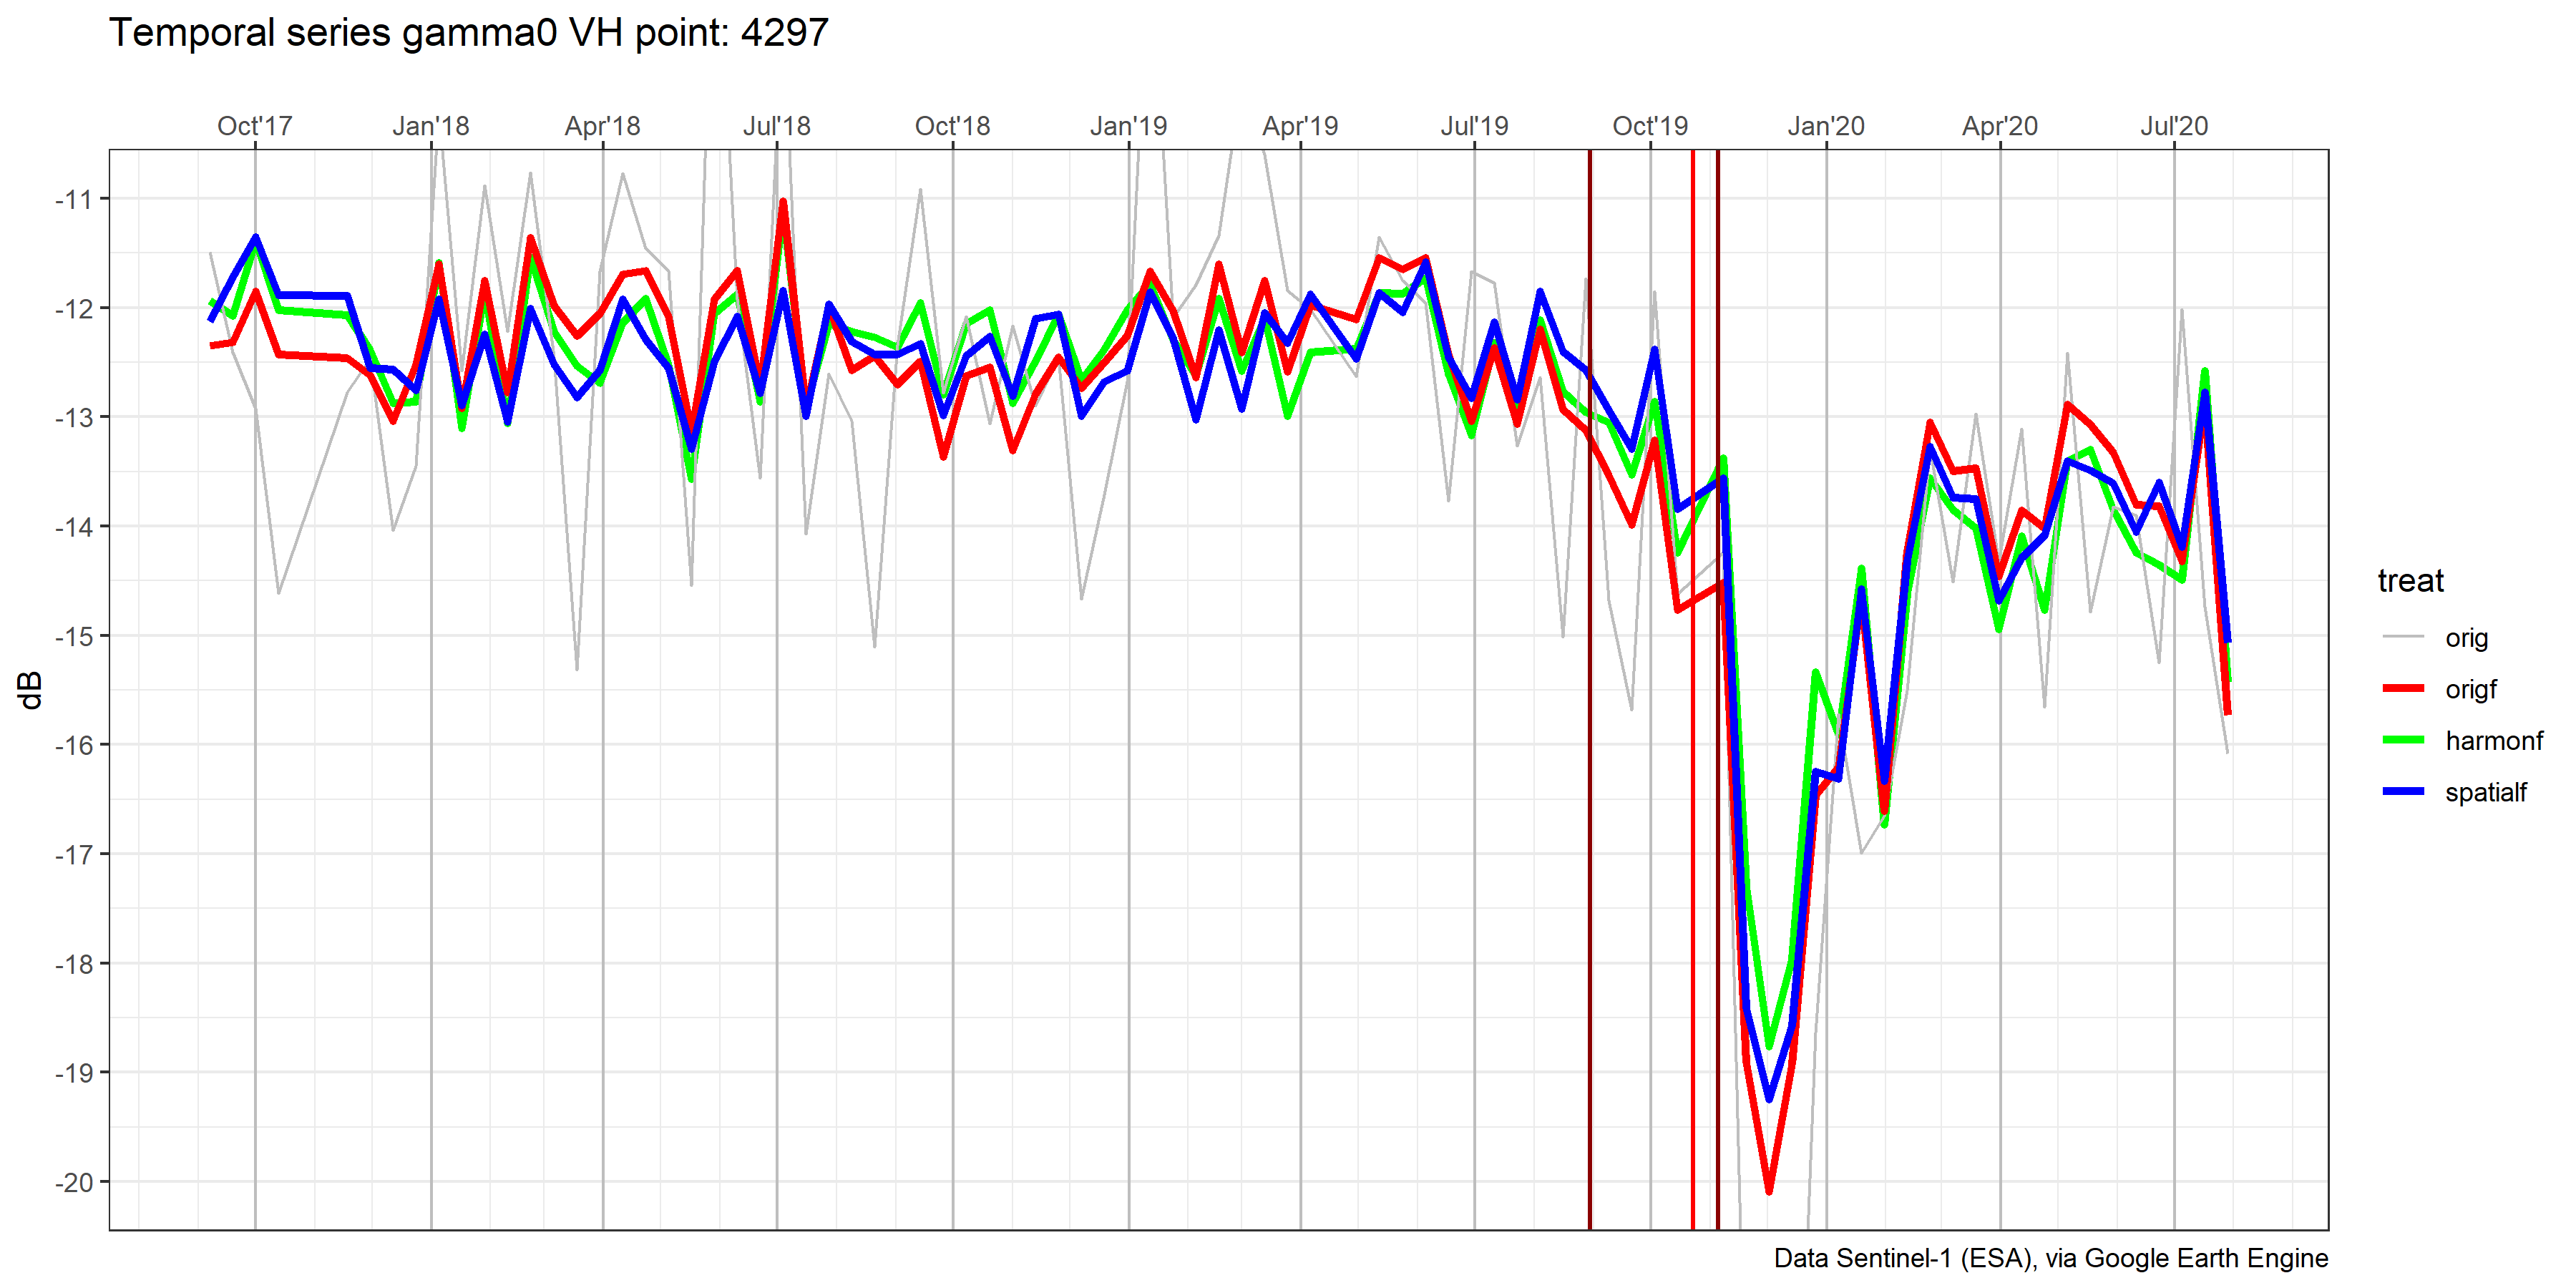 Temporal series gamma0 VH point: 4297
Oct'17 Jan'18 Apr'18 Jul'18 Oct'18 Jan'19 Apr'19 Jul'19 Oct'19 Jan'20 Apr'20 Jul'20
-11
-12
-13
-14
-15
-16
-17
-18
-19
-20
dB
treat
orig
origf
harmonf
spatialf
Data Sentinel-1 (ESA), via Google Earth Engine